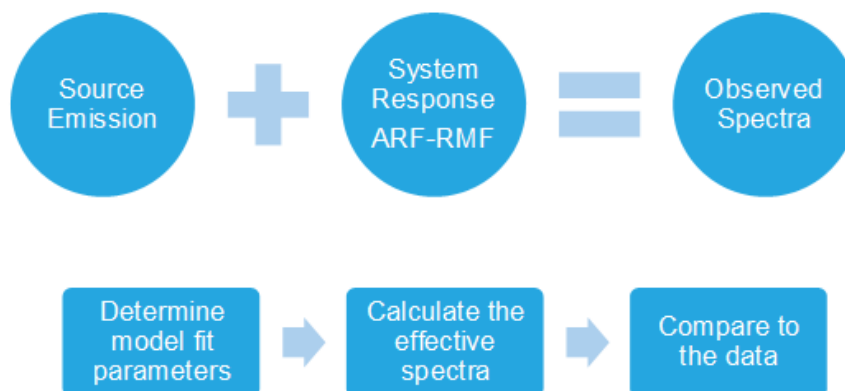 Source
Emission
System
Response
ARF-RMF
Observed
Spectra
Determine
model fit
parameters
Calculate the
effective
spectra
Compare to
the data